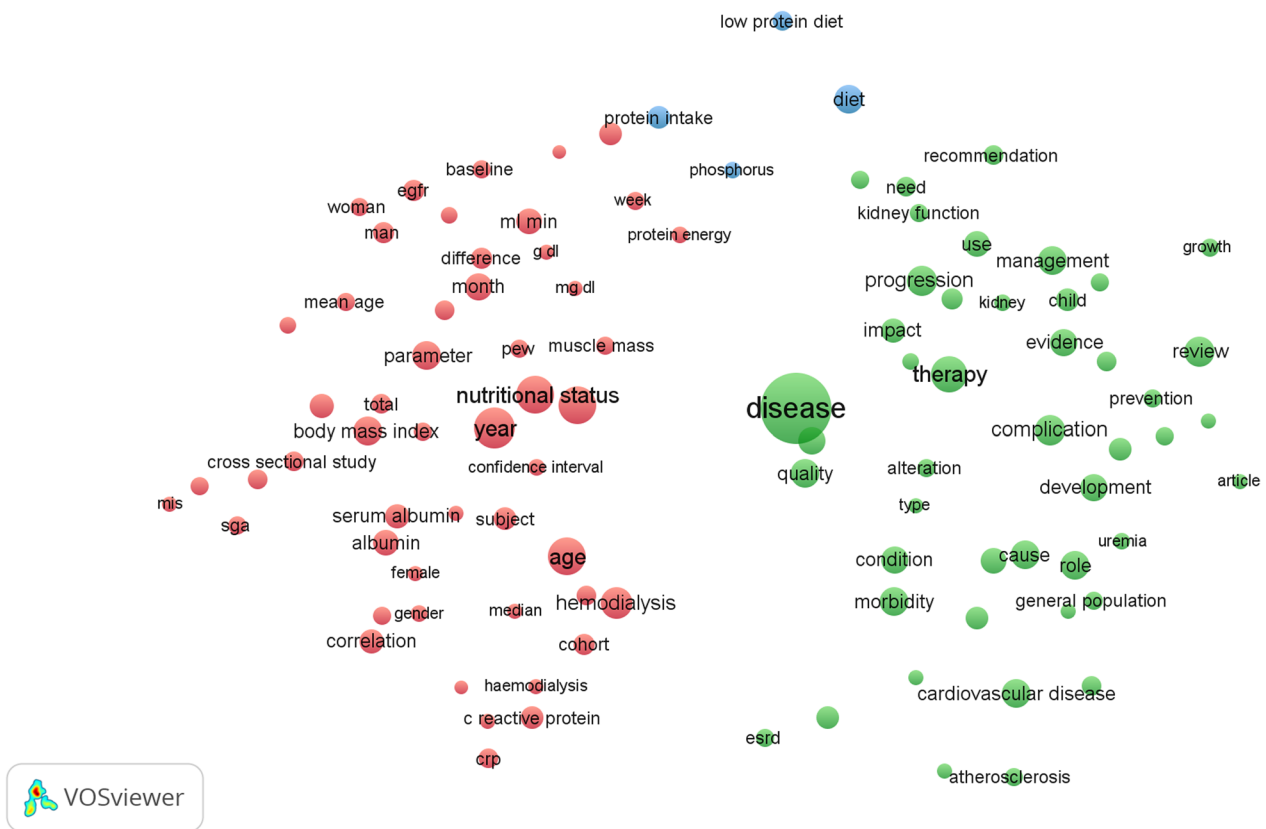 low protein diet
diet
protein intake
recommendation
baseline
phosphorus
egfr
need
woman
week
kidney function
ml min
man
protein energy
use
growth
g dl
difference
management
progression
month
mg dl
mean age
kidney
child
impact
evidence
pew
muscle mass
review
parameter
therapy
nutritional status
prevention
total
disease
year
body mass index
complication
cross sectional study
confidence interval
alteration
quality
article
development
mis
type
serum albumin
subject
sga
albumin
uremia
cause
age
condition
role
female
hemodialysis
morbidity
general population
median
gender
correlation
cohort
haemodialysis
cardiovascular disease
c reactive protein
esrd
crp
atherosclerosis
VOSviewer